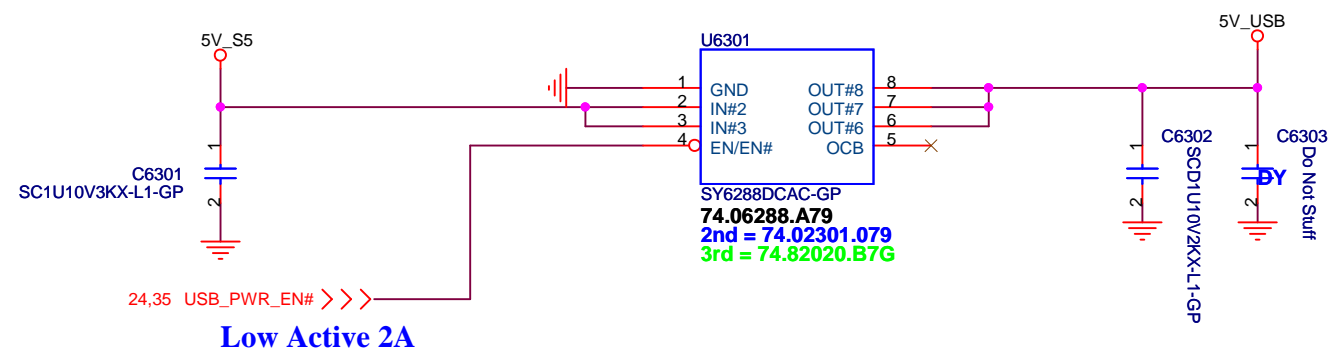 5V_S5
U6301
5V_USB
1 GND OUT#8 8
2 IN#2 OUT#7 7
3 IN#3 OUT#6 6
4 EN/EN# OCB 5
1
C6301
SC1U10V3KX-L1-GP
2
SY6288DCAC-GP
74.06288.A79
2nd = 74.02301.079
3rd = 74.82020.B7G
1
C6302
SCD1U10V2KX-L1-GP
2
1
C6303
DY
Do Not Stuff
2
24,35 USB_PWR_EN#
Low Active 2A